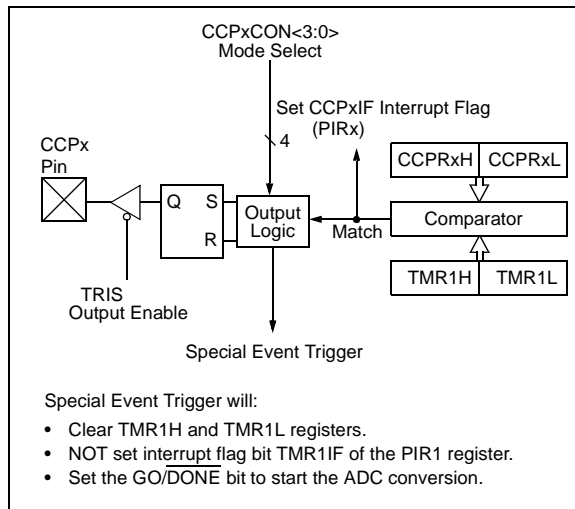 CCPxCON<3:0>
Mode Select
Set CCPxIF Interrupt Flag
(PIRx)
4
CCPx
Pin
CCPRxH CCPRxL
Q S
R
Output
Logic
Match
Comparator
TMR1H TMR1L
TRIS
Output Enable
Special Event Trigger
Special Event Trigger will:
• Clear TMR1H and TMR1L registers.
• NOT set interrupt flag bit TMR1IF of the PIR1 register.
• Set the GO/DONE bit to start the ADC conversion.